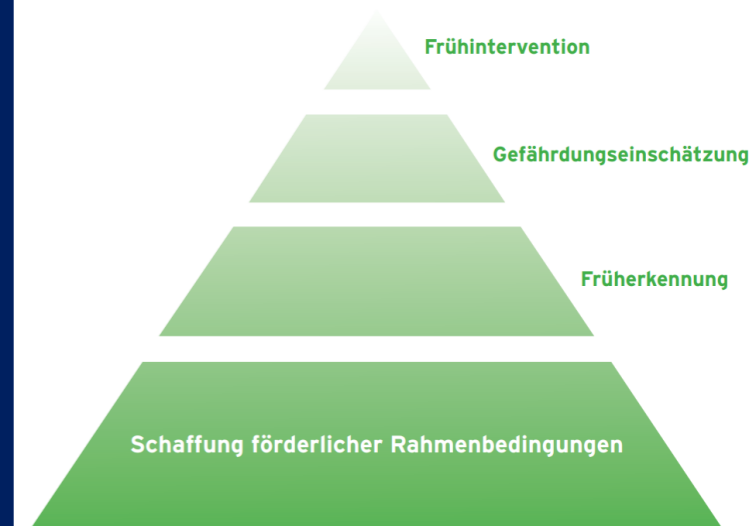 Frühintervention
Gefährdungseinschätzung
Früherkennung
Schaffung förderlicher Rahmenbedingungen